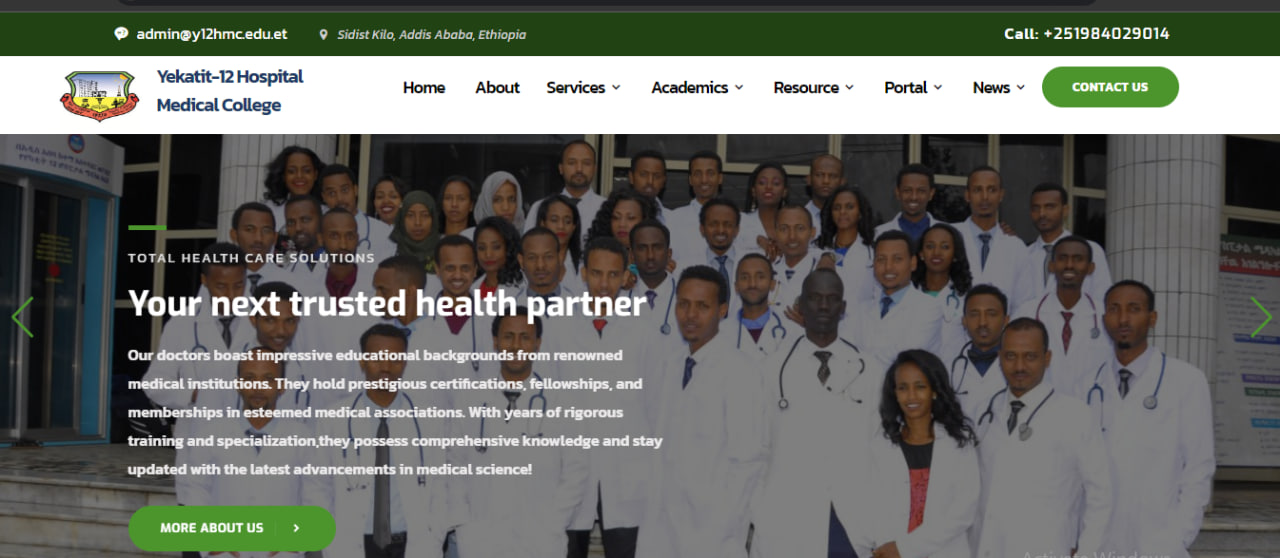 admin@y12hmc.edu.et
Sidist Kilo, Addis Ababa, Ethiopia
Call: +251984029014
Yekatit-12 Hospital
Medical College
Home
About
Services
Academics
Resource
Portal
News
CONTACT US
TOTAL HEALTH CARE SOLUTIONS
Your next trusted health partner
Our doctors boast impressive educational backgrounds from renowned
medical institutions. They hold prestigious certifications, fellowships, and
memberships in esteemed medical associations. With years of rigorous
training and specialization,they possess comprehensive knowledge and stay
updated with the latest advancements in medical science!
MORE ABOUT US
Activate Windows